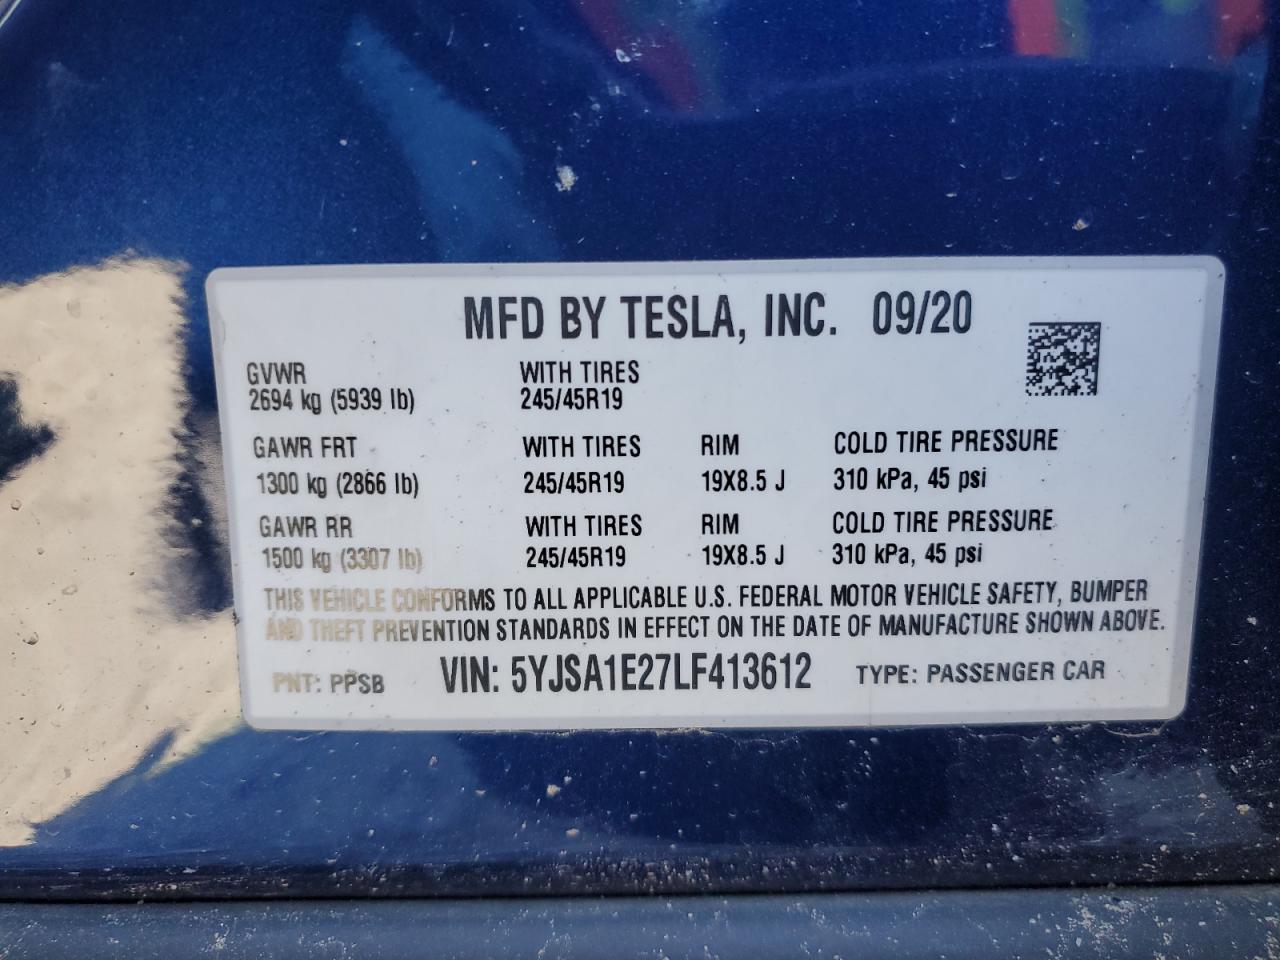 MFD BY TESLA, INC. 09/20
GVWR WITH TIRES
2694 kg (5939 lb) 245/45R19
GAWR FRT WITH TIRES RIM COLD TIRE PRESSURE
1300 kg (2866 lb) 245/45R19 19X8.5 J 310 kPa, 45 psi
GAWR RR WITH TIRES RIM COLD TIRE PRESSURE
1500 kg (3307 lb) 245/45R19 19X8.5 J 310 kPa, 45 psi
THIS VEHICLE CONFORMS TO ALL APPLICABLE U.S. FEDERAL MOTOR VEHICLE SAFETY, BUMPER
AND THEFT PREVENTION STANDARDS IN EFFECT ON THE DATE OF MANUFACTURE SHOWN ABOVE.
PNT: PPSB VIN: 5YJSA1E27LF413612 TYPE: PASSENGER CAR